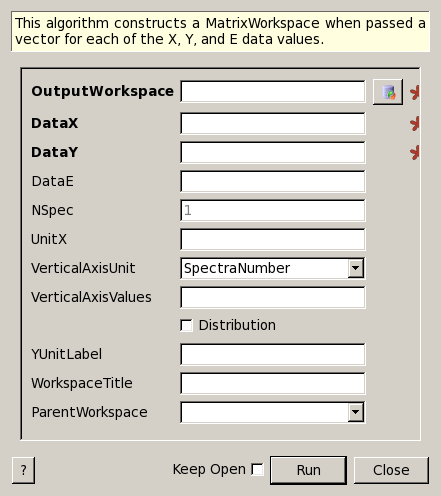 This algorithm constructs a MatrixWorkspace when passed a
vector for each of the X, Y, and E data values.
OutputWorkspace
DataX
DataY
DataE
NSpec 1
UnitX
VerticalAxisUnit SpectraNumber
VerticalAxisValues
Distribution
YUnitLabel
WorkspaceTitle
ParentWorkspace
? Keep Open Run Close